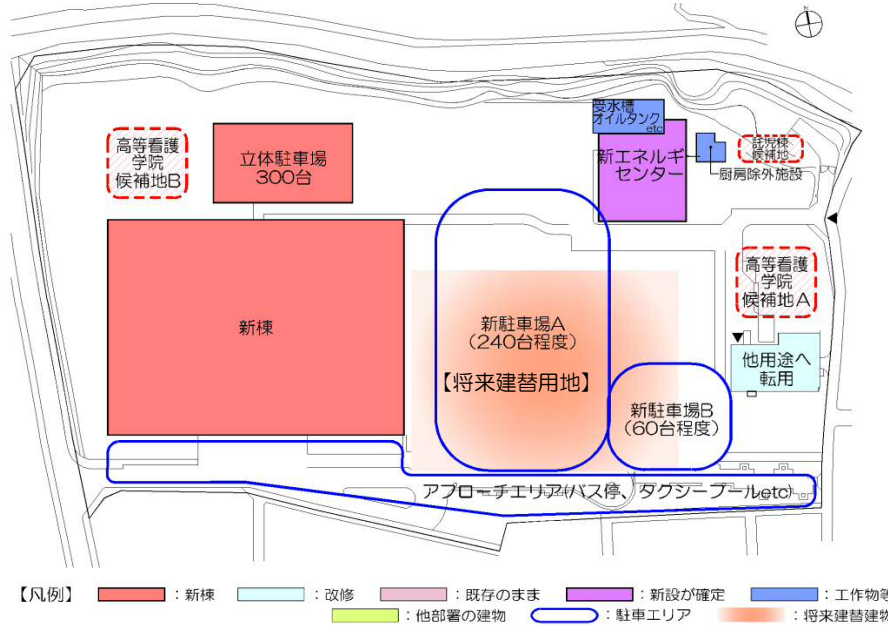 N
受水槽
オイルタンク
etc
高等看護
学院
候補地B
立体駐車場
300台
新エネルギ
センター
託児棟
候補地
厨房除外施設
高等看護
学院
候補地A
新棟
新駐車場A
(240台程度)
【将来建替用地】
他用途へ
転用
新駐車場B
(60台程度)
アプローチエリア(バス停、タクシープールetc)
【凡例】 :新棟 :改修 :既存のまま :新設が確定 :工作物等
:他部署の建物 :駐車エリア :将来建替建物